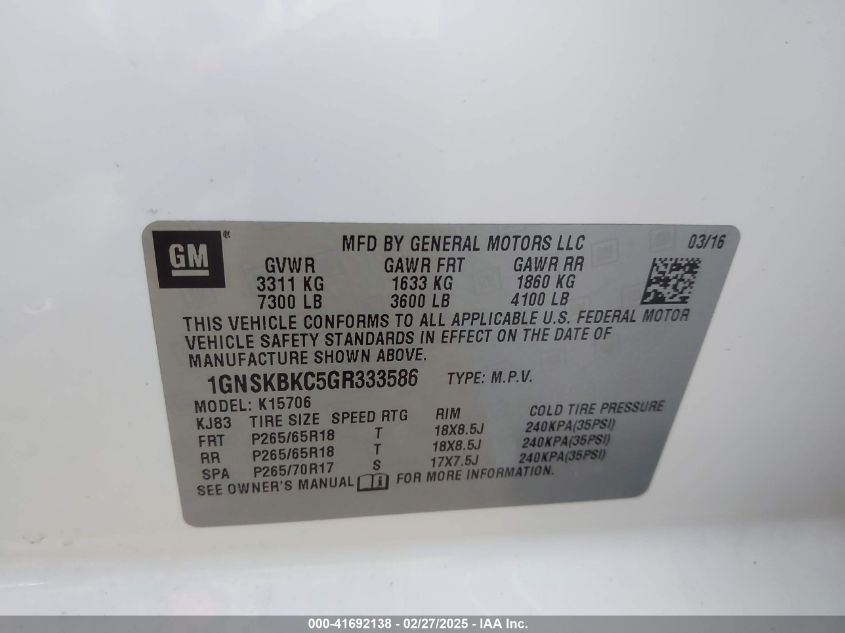 GM ®
MFD BY GENERAL MOTORS LLC 03/16
GVWR GAWR FRT GAWR RR
3311 KG 1633 KG 1860 KG
7300 LB 3600 LB 4100 LB
THIS VEHICLE CONFORMS TO ALL APPLICABLE U.S. FEDERAL MOTOR
VEHICLE SAFETY STANDARDS IN EFFECT ON THE DATE OF
MANUFACTURE SHOWN ABOVE.
1GNSKBKC5GR333586 TYPE: M.P.V.
MODEL: K15706
KJ83 TIRE SIZE SPEED RTG RIM COLD TIRE PRESSURE
FRT P265/65R18 T 18X8.5J 240KPA(35PSI)
RR P265/65R18 T 18X8.5J 240KPA(35PSI)
SPA P265/70R17 S 17X7.5J 240KPA(35PSI)
SEE OWNER'S MANUAL FOR MORE INFORMATION.
000-41692138 - 02/27/2025 - IAAI.com